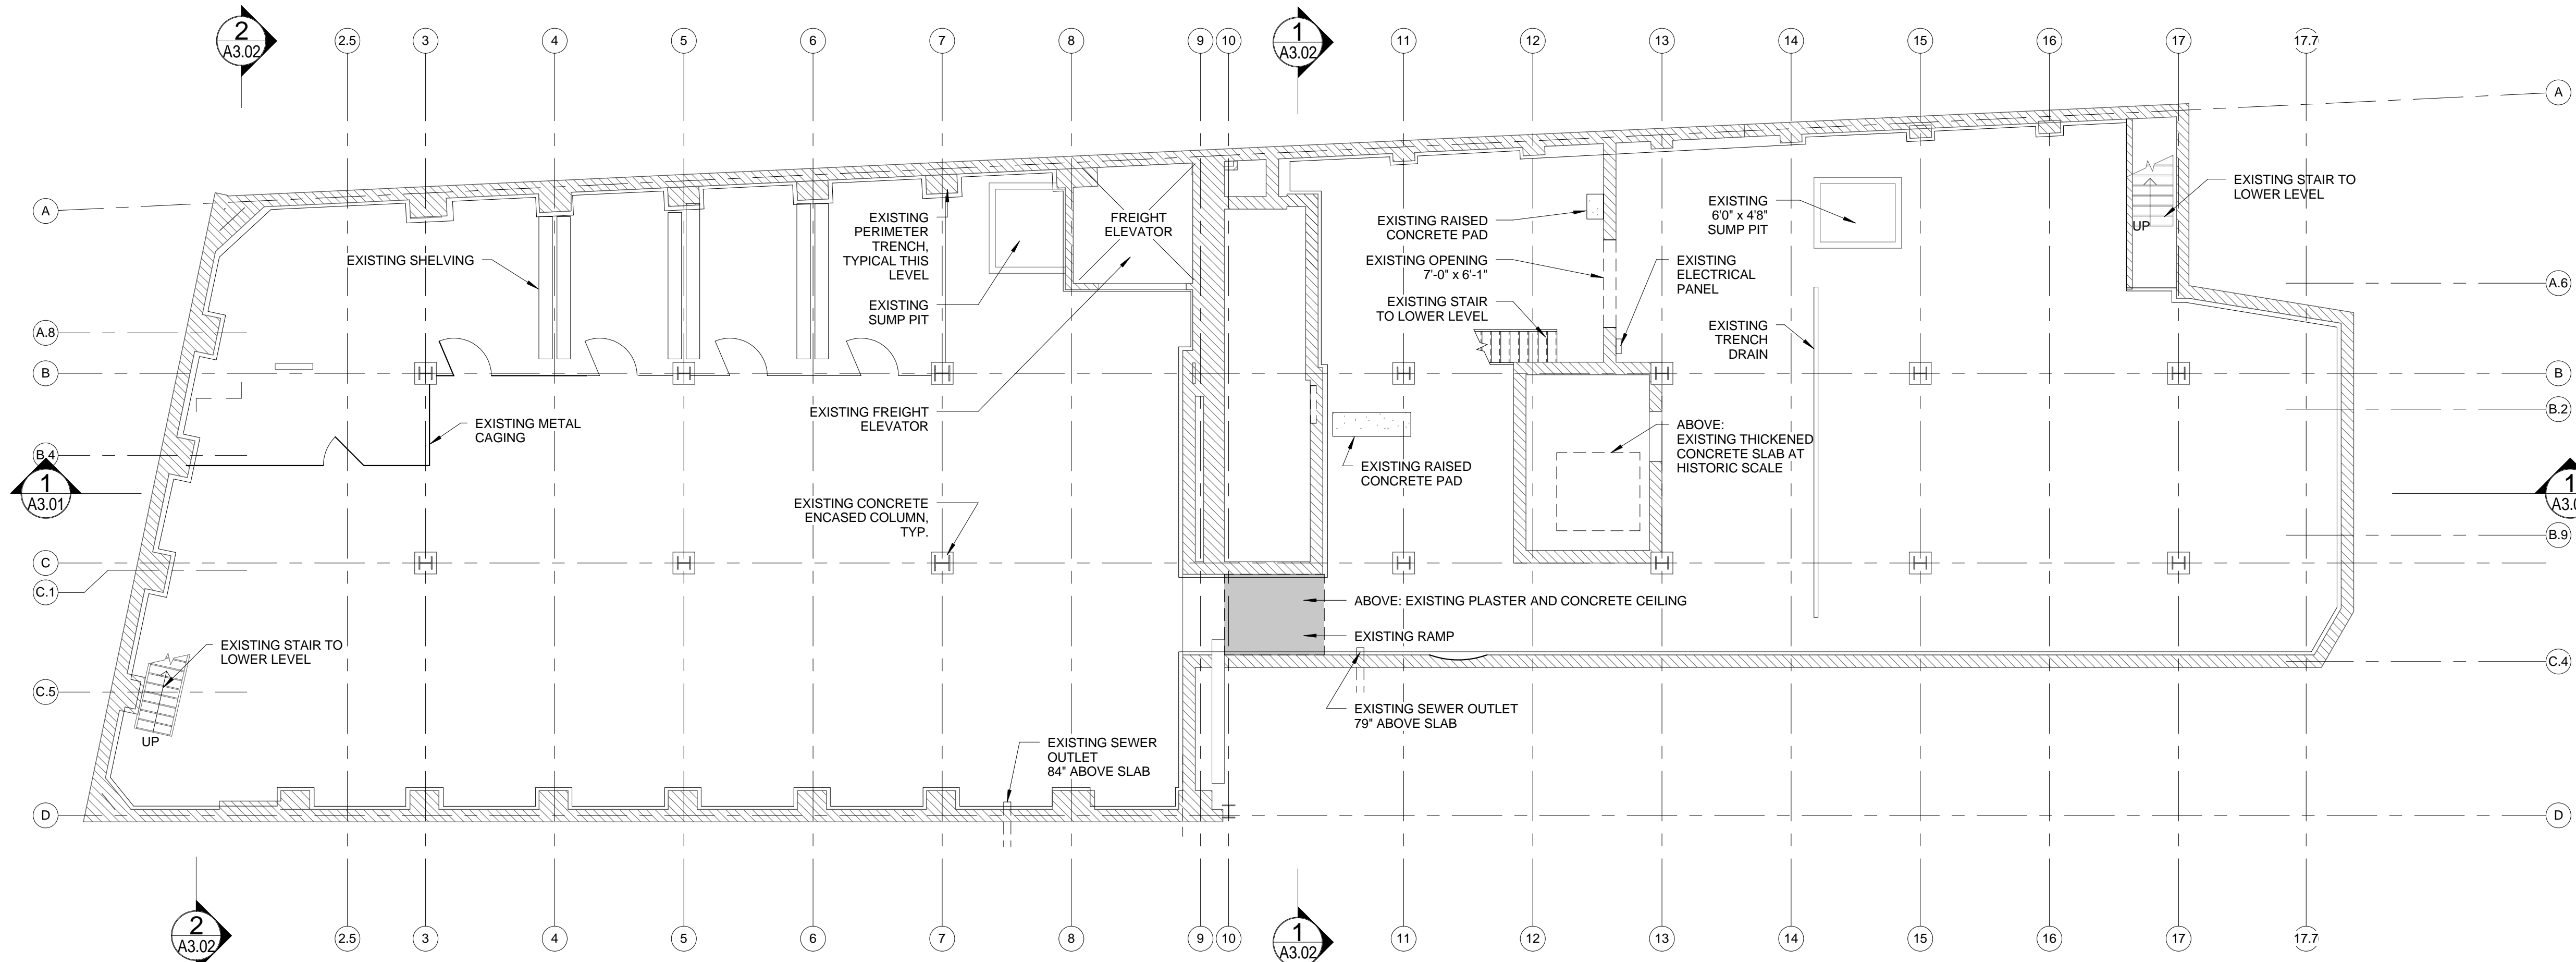 2
A3.02
2.5
3
4
5
6
7
8
9
10
1
A3.02
11
12
13
14
15
16
17
17.7
A
A
EXISTING SHELVING
EXISTING
PERIMETER
TRENCH,
TYPICAL THIS
LEVEL
EXISTING
SUMP PIT
FREIGHT
ELEVATOR
EXISTING RAISED
CONCRETE PAD
EXISTING OPENING
7'-0" x 6'-1"
EXISTING STAIR
TO LOWER LEVEL
EXISTING
ELECTRICAL
PANEL
EXISTING
6'0" x 4'8"
SUMP PIT
EXISTING
TRENCH
DRAIN
UP
EXISTING STAIR TO
LOWER LEVEL
A.6
A.8
B
B
B.2
EXISTING METAL
CAGING
EXISTING FREIGHT
ELEVATOR
EXISTING RAISED
CONCRETE PAD
ABOVE:
EXISTING THICKENED
CONCRETE SLAB AT
HISTORIC SCALE
B.4
1
A3.01
1
A3.0
EXISTING CONCRETE
ENCASED COLUMN,
TYP.
B.9
C
C.1
ABOVE: EXISTING PLASTER AND CONCRETE CEILING
EXISTING RAMP
EXISTING STAIR TO
LOWER LEVEL
UP
C.4
C.5
EXISTING SEWER OUTLET
79" ABOVE SLAB
EXISTING SEWER
OUTLET
84" ABOVE SLAB
D
D
2
A3.02
2.5
3
4
5
6
7
8
9
10
1
A3.02
11
12
13
14
15
16
17
17.7